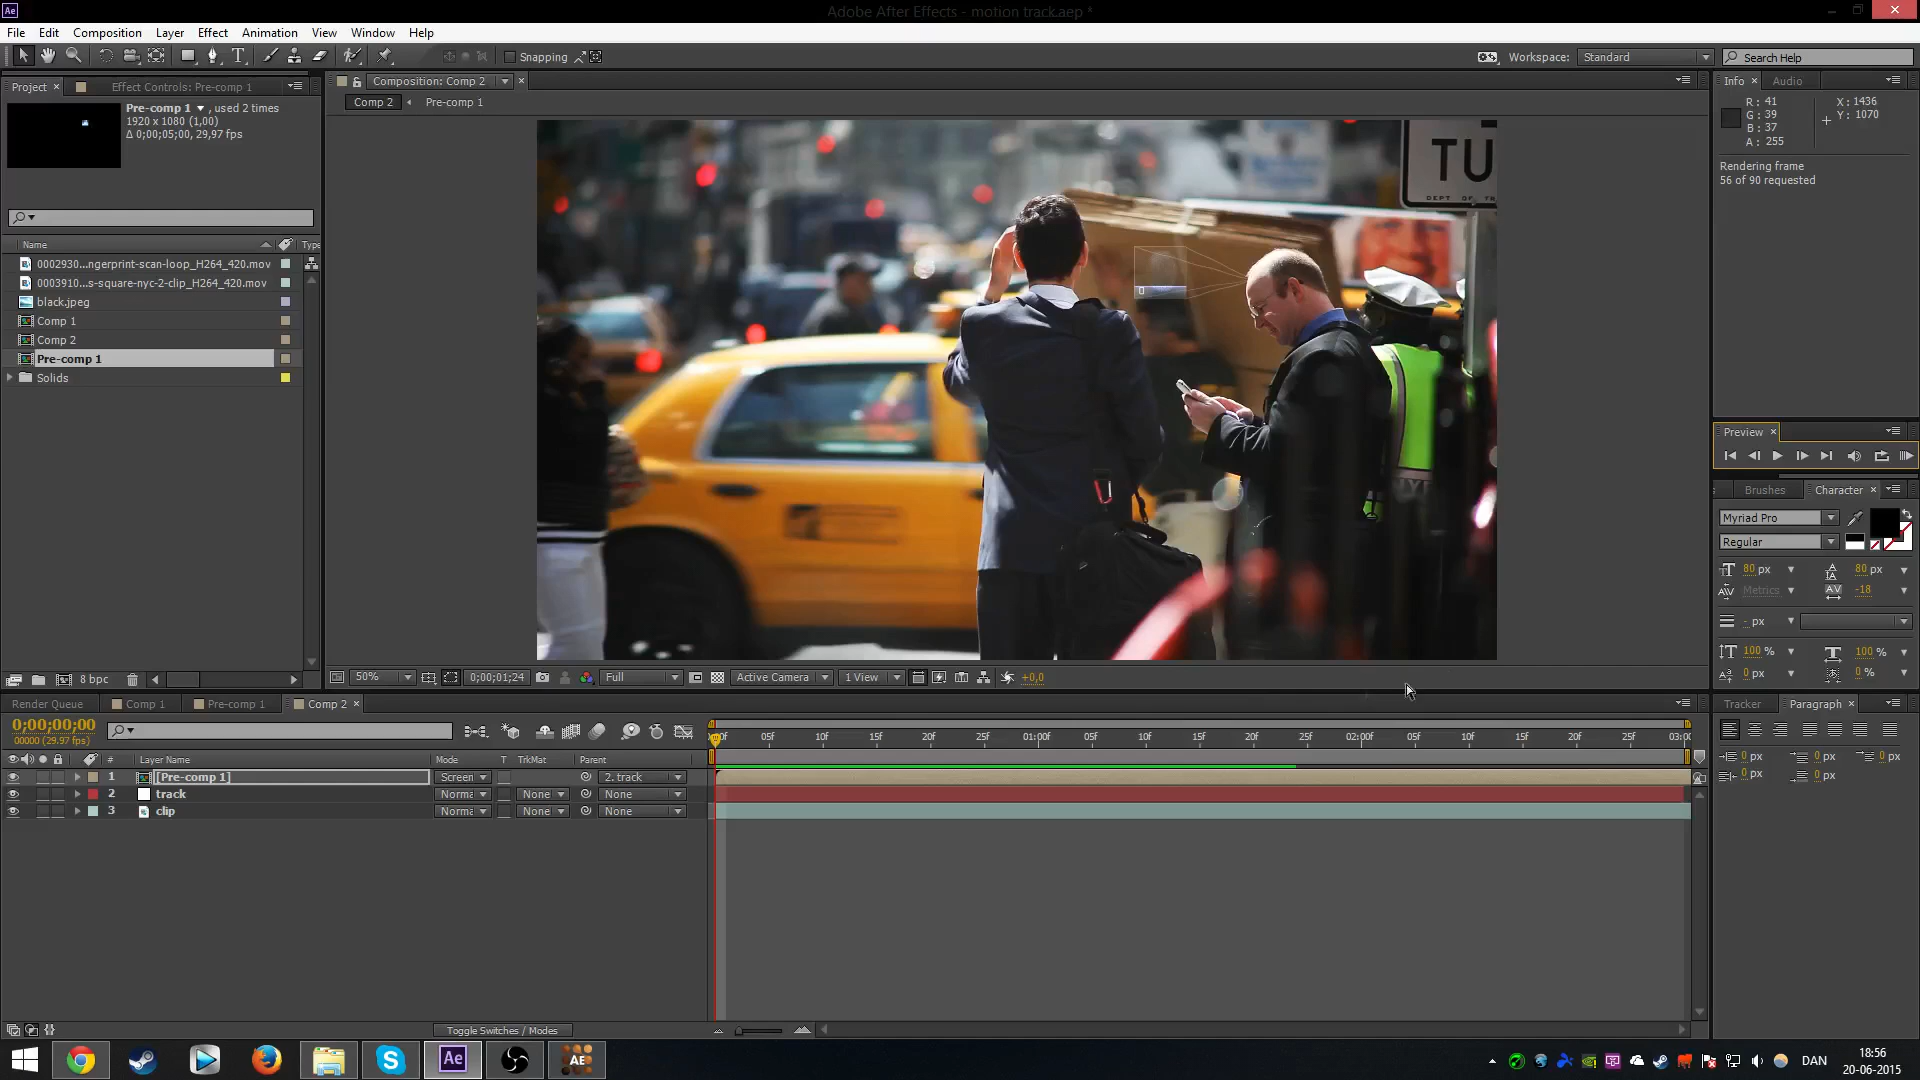 Ae
Adobe After Effects - motion track.aep *
File Edit Composition Layer Effect Animation View Window Help
T Snapping Workspace: Standard Search Help
Project × Effect Controls: Pre-comp 1
Composition: Comp 2 ×
Info × Audio
Pre-comp 1 ▼, used 2 times
1920 x 1080 (1,00)
Δ 0;00;05;00, 29,97 fps
Comp 2 Pre-comp 1
R: 41 X: 1436
G: 39 Y: 1070
B: 37
A: 255
Rendering frame
56 of 90 requested
TU
Name Type
0002930...ngerprint-scan-loop_H264_420.mov
0003910...s-square-nyc-2-clip_H264_420.mov
black.jpeg
Comp 1
Comp 2
Pre-comp 1
Solids
Preview ×
Brushes Character ×
Myriad Pro
Regular
80 px 80 px
Metrics -18
- px
100 % 100 %
0 px 0 %
8 bpc
50% 0;00;01;24 Full Active Camera 1 View +0,0
Render Queue Comp 1 Pre-comp 1 Comp 2 ×
Tracker Paragraph ×
0;00;00;00
00000 (29.97 fps)
05f 10f 15f 20f 25f 01:00f 05f 10f 15f 20f 25f 02:00f 05f 10f 15f 20f 25f
# Layer Name Mode T TrkMat Parent
1 [Pre-comp 1] Screen 2. track
2 track Norma None None
3 clip Norma None None
0 px 0 px 0 px
0 px 0 px
Toggle Switches / Modes
S Ae AE DAN
18:56
20-06-2015